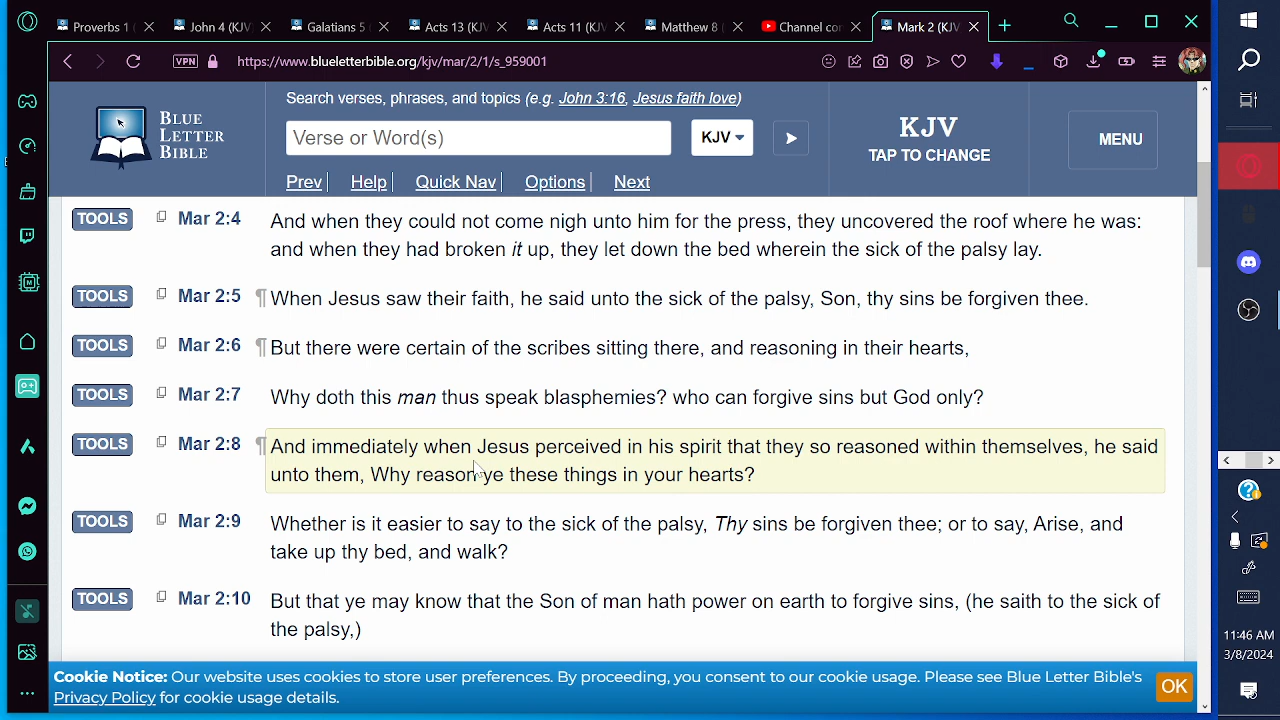 Proverbs 1 (
John 4 (KJV)
Galatians 5 (
Acts 13 (KV
Acts 11 (KJV
Matthew 8 (
Channel con
Mark 2 (KJV
VPN
https://www.blueletterbible.org/kjv/mar/2/1/s_959001
BLUE
LETTER
BIBLE
Search verses, phrases, and topics (e.g. John 3:16, Jesus faith love)
Verse or Word(s)
KJV
KJV
TAP TO CHANGE
MENU
Prev
Help
Quick Nav
Options
Next
TOOLS Mar 2:4 And when they could not come nigh unto him for the press, they uncovered the roof where he was:
and when they had broken it up, they let down the bed wherein the sick of the palsy lay.
TOOLS Mar 2:5 ¶ When Jesus saw their faith, he said unto the sick of the palsy, Son, thy sins be forgiven thee.
TOOLS Mar 2:6 ¶ But there were certain of the scribes sitting there, and reasoning in their hearts,
TOOLS Mar 2:7 Why doth this man thus speak blasphemies? who can forgive sins but God only?
TOOLS Mar 2:8 ¶ And immediately when Jesus perceived in his spirit that they so reasoned within themselves, he said
unto them, Why reason ye these things in your hearts?
TOOLS Mar 2:9 Whether is it easier to say to the sick of the palsy, Thy sins be forgiven thee; or to say, Arise, and
take up thy bed, and walk?
TOOLS Mar 2:10 But that ye may know that the Son of man hath power on earth to forgive sins, (he saith to the sick of
the palsy,)
Cookie Notice: Our website uses cookies to store user preferences. By proceeding, you consent to our cookie usage. Please see Blue Letter Bible's
Privacy Policy for cookie usage details.
OK
11:46 AM
3/8/2024